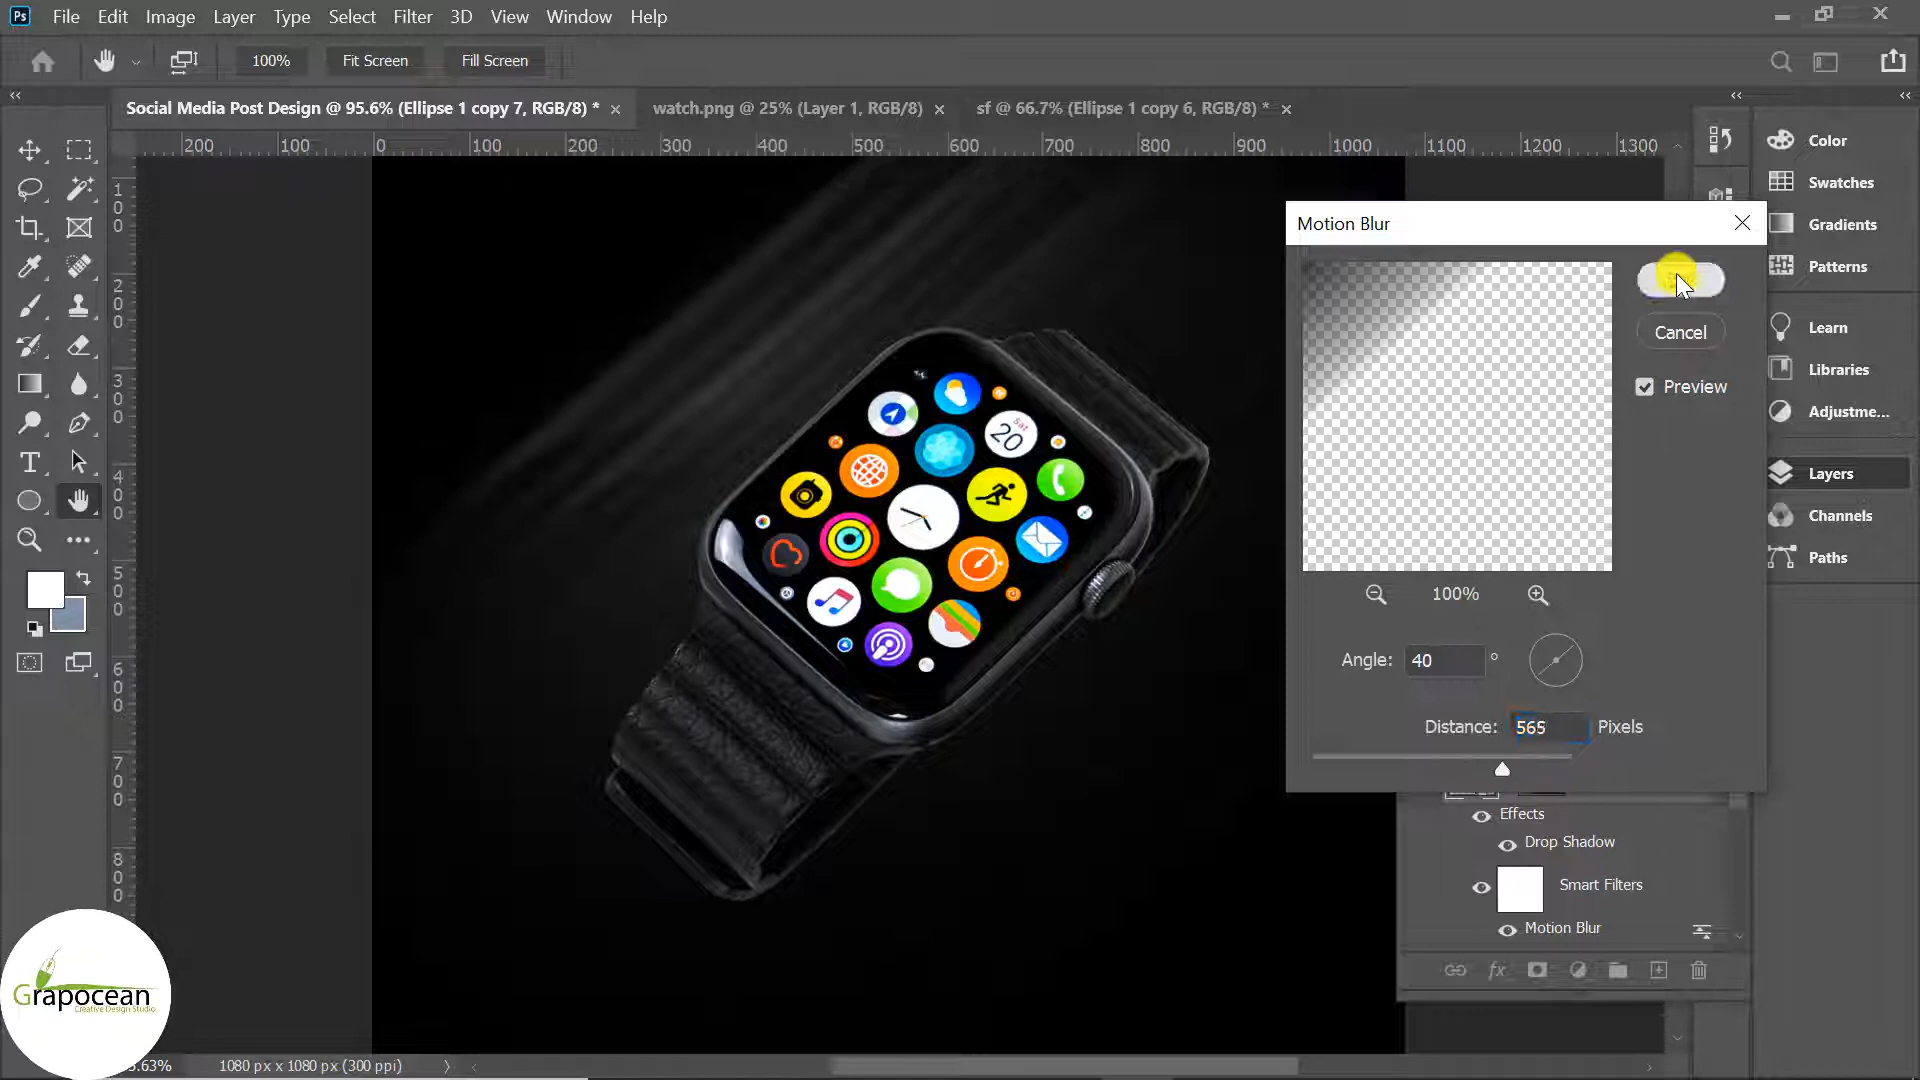 Ps File Edit Image Layer Type Select Filter 3D View Window Help
100% Fit Screen Fill Screen
Social Media Post Design @ 95.6% (Ellipse 1 copy 7, RGB/8) * × watch.png @ 25% (Layer 1, RGB/8) × sf @ 66.7% (Ellipse 1 copy 6, RGB/8) * ×
200 100 0 100 200 300 400 500 600 700 800 900 1000 1100 1200 1300
100
200
300
400
500
600
700
800
Sat
20
Motion Blur
Cancel
Preview
100%
Angle: 40 °
Distance: 565 Pixels
Color
Swatches
Gradients
Patterns
Learn
Libraries
Adjustme...
Layers
Channels
Paths
Effects
Drop Shadow
Smart Filters
Motion Blur
fx
Grapocean
Creative Design Studio
.63% 1080 px x 1080 px (300 ppi)